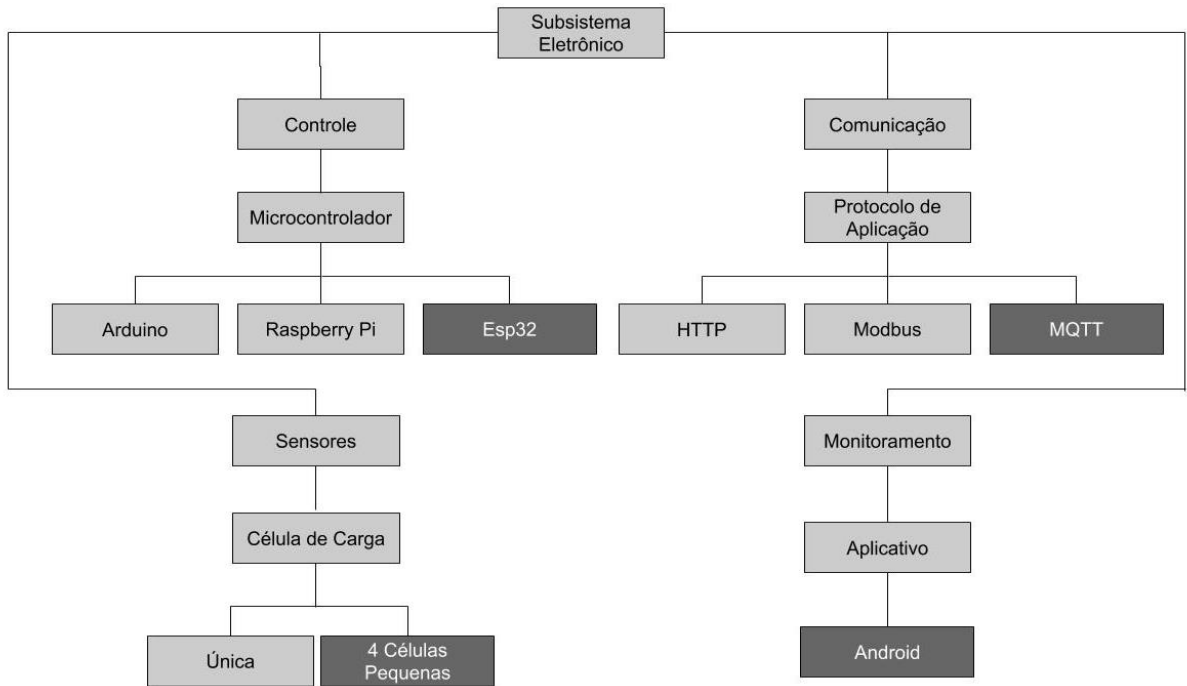 Subsistema
Eletrônico
Controle
Comunicação
Microcontrolador
Protocolo de
Aplicação
Arduino
Raspberry Pi
Esp32
HTTP
Modbus
MQTT
Sensores
Monitoramento
Célula de Carga
Aplicativo
Única
4 Células
Pequenas
Android